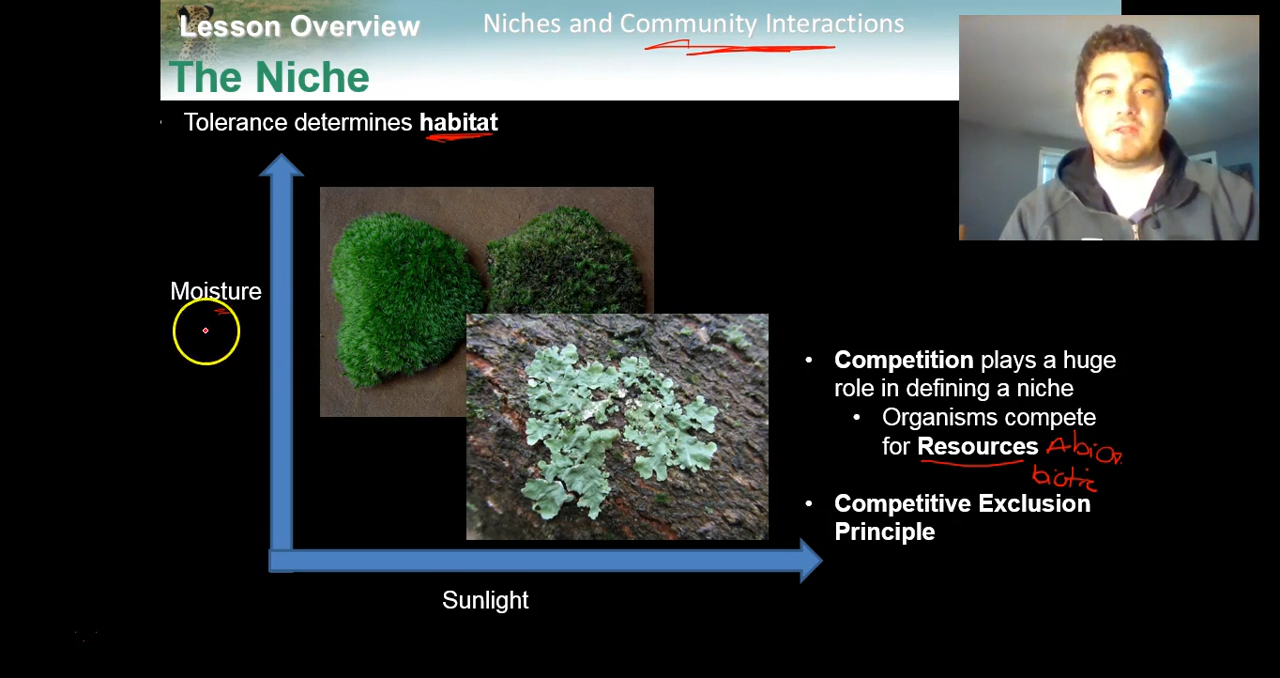 Lesson Overview
Niches and Community Interactions
The Niche
Tolerance determines habitat
Moisture
• Competition plays a huge
role in defining a niche
• Organisms compete
for Resources Abio
biotic
• Competitive Exclusion
Principle
Sunlight